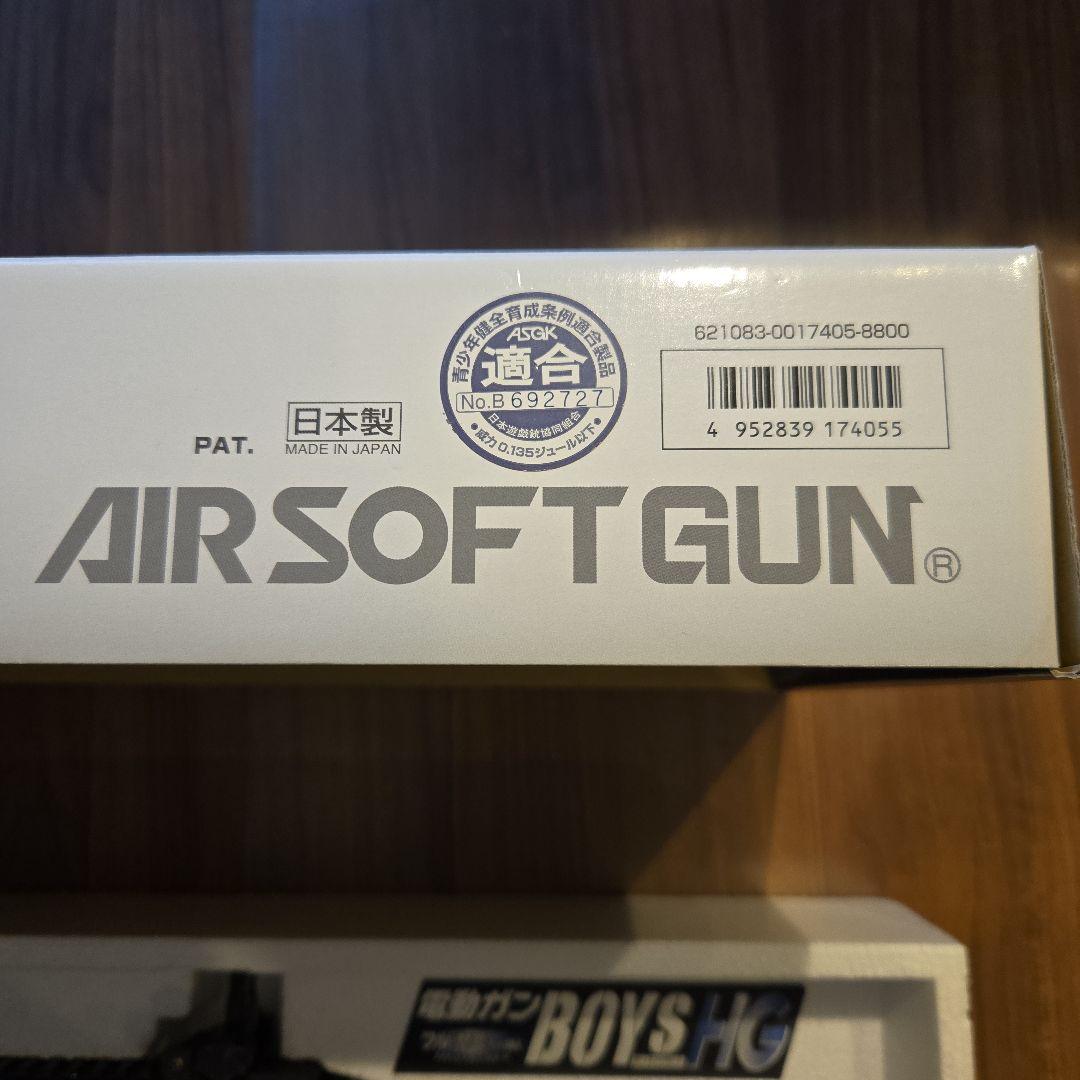 青少年健全育成条例適合製品
ASGK
適合
No.B 692727
日本遊戯銃協同組合
• 威力 0.135ジュール以下 •
621083-0017405-8800
4 952839 174055
PAT.
日本製
MADE IN JAPAN
AIRSOFT GUN®
電動ガン
BOYs HG